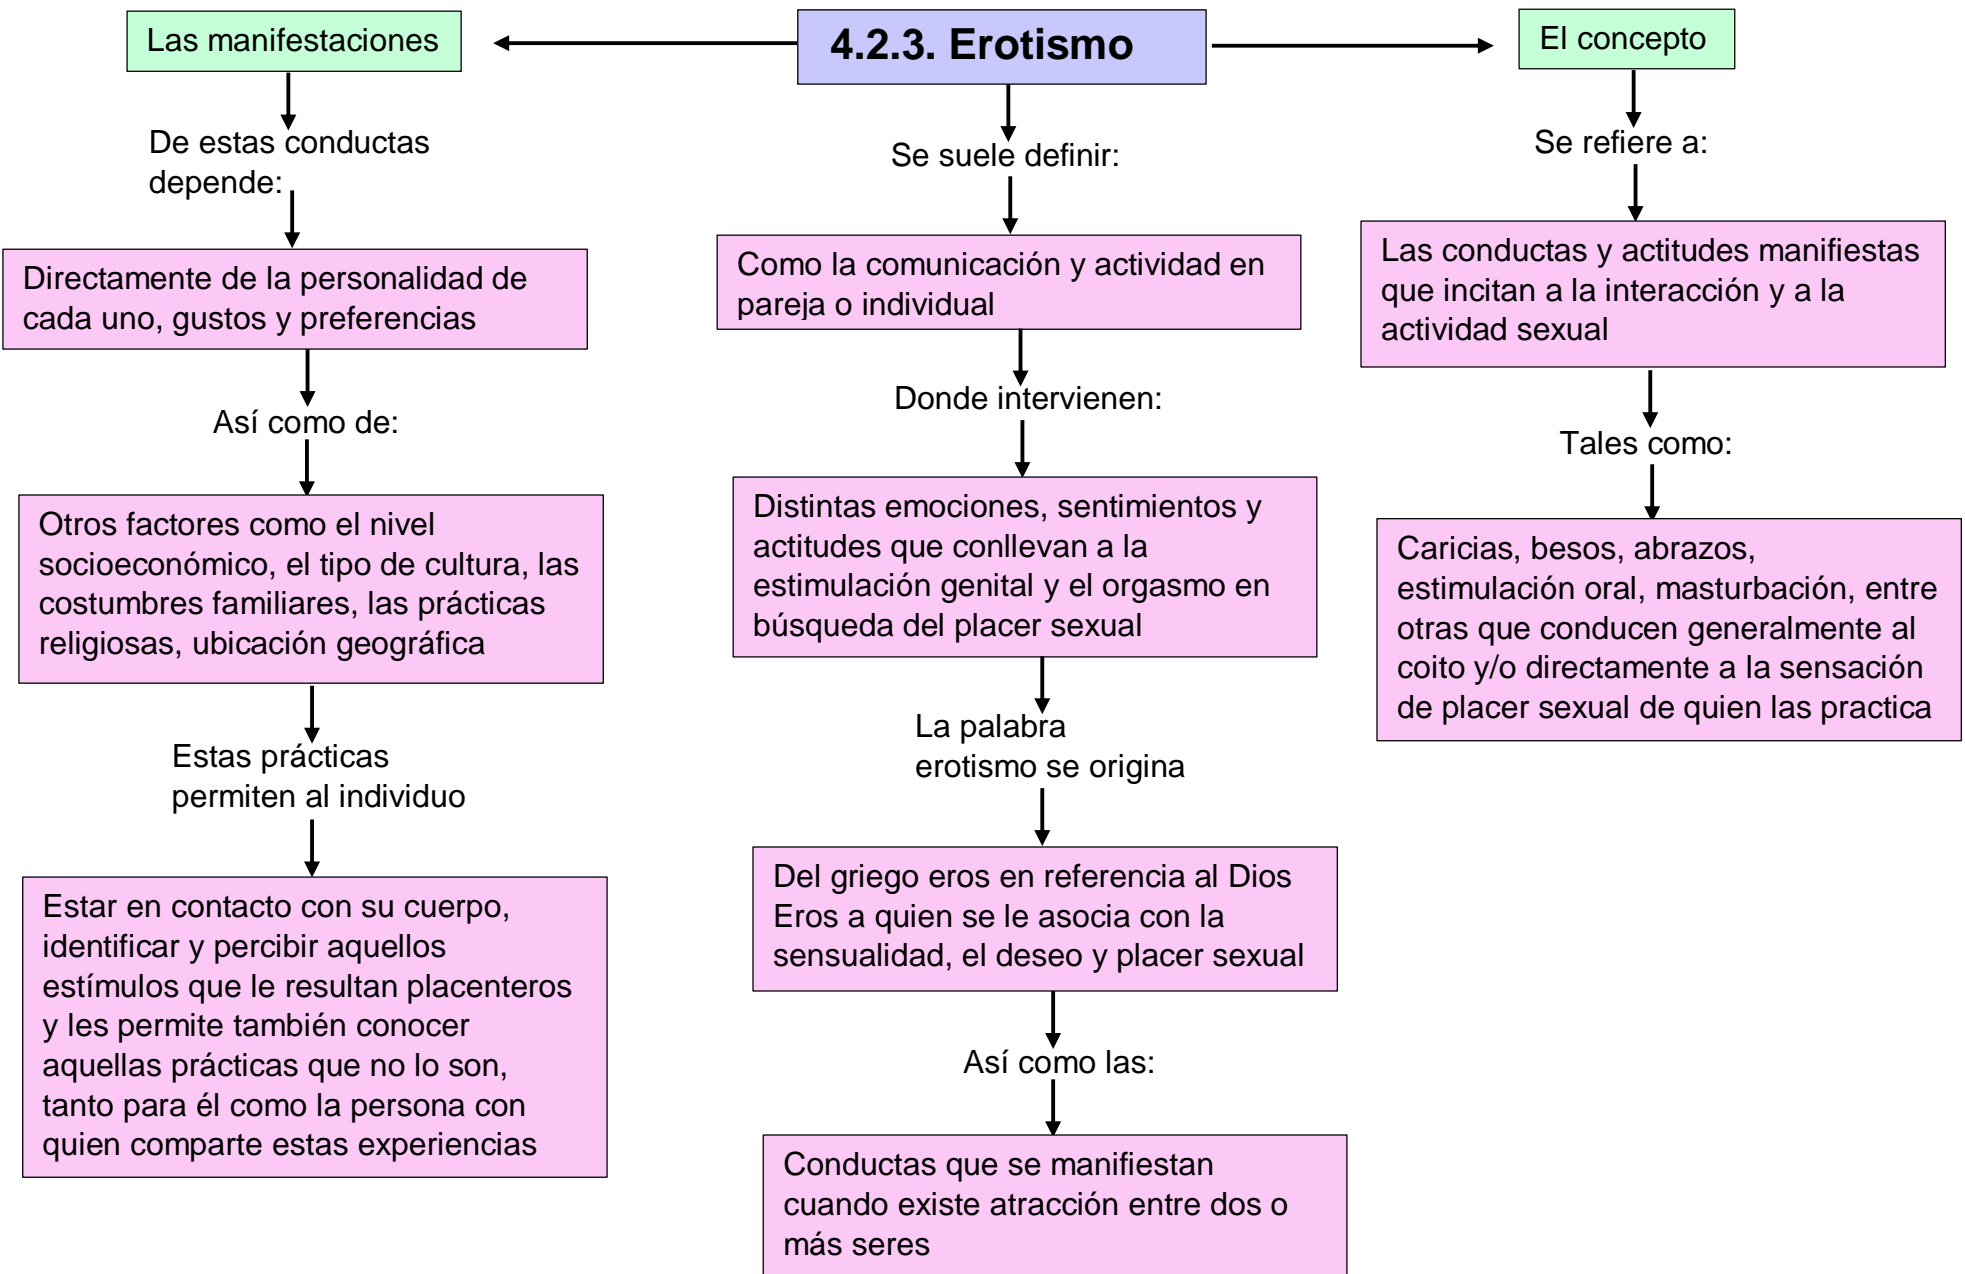 Las manifestaciones
4.2.3. Erotismo
El concepto
De estas conductas
depende:
Directamente de la personalidad de
cada uno, gustos y preferencias
Así como de:
Otros factores como el nivel
socioeconómico, el tipo de cultura, las
costumbres familiares, las prácticas
religiosas, ubicación geográfica
Estas prácticas
permiten al individuo
Estar en contacto con su cuerpo,
identificar y percibir aquellos
estímulos que le resultan placenteros
y les permite también conocer
aquellas prácticas que no lo son,
tanto para él como la persona con
quien comparte estas experiencias
Se suele definir:
Como la comunicación y actividad en
pareja o individual
Donde intervienen:
Distintas emociones, sentimientos y
actitudes que conllevan a la
estimulación genital y el orgasmo en
búsqueda del placer sexual
La palabra
erotismo se origina
Del griego eros en referencia al Dios
Eros a quien se le asocia con la
sensualidad, el deseo y placer sexual
Así como las:
Conductas que se manifiestan
cuando existe atracción entre dos o
más seres
Se refiere a:
Las conductas y actitudes manifiestas
que incitan a la interacción y a la
actividad sexual
Tales como:
Caricias, besos, abrazos,
estimulación oral, masturbación, entre
otras que conducen generalmente al
coito y/o directamente a la sensación
de placer sexual de quien las practica